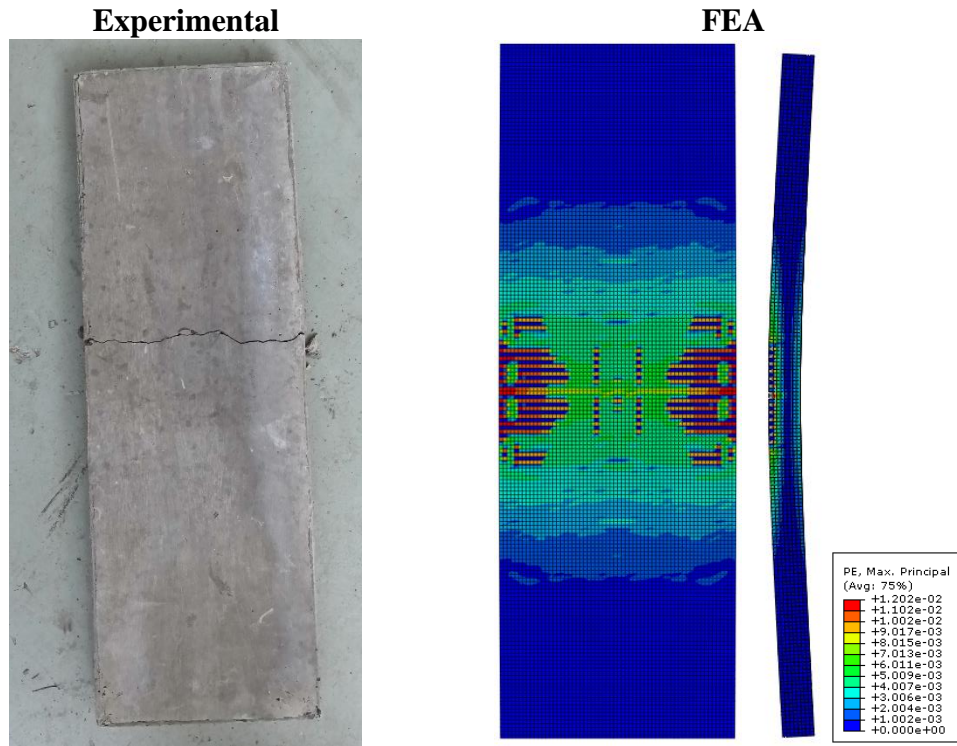 Experimental
FEA
PE, Max. Principal
(Avg: 75%)
+1.202e-02
+1.102e-02
+1.002e-02
+9.017e-03
+8.015e-03
+7.013e-03
+6.011e-03
+5.009e-03
+4.007e-03
+3.006e-03
+2.004e-03
+1.002e-03
+0.000e+00